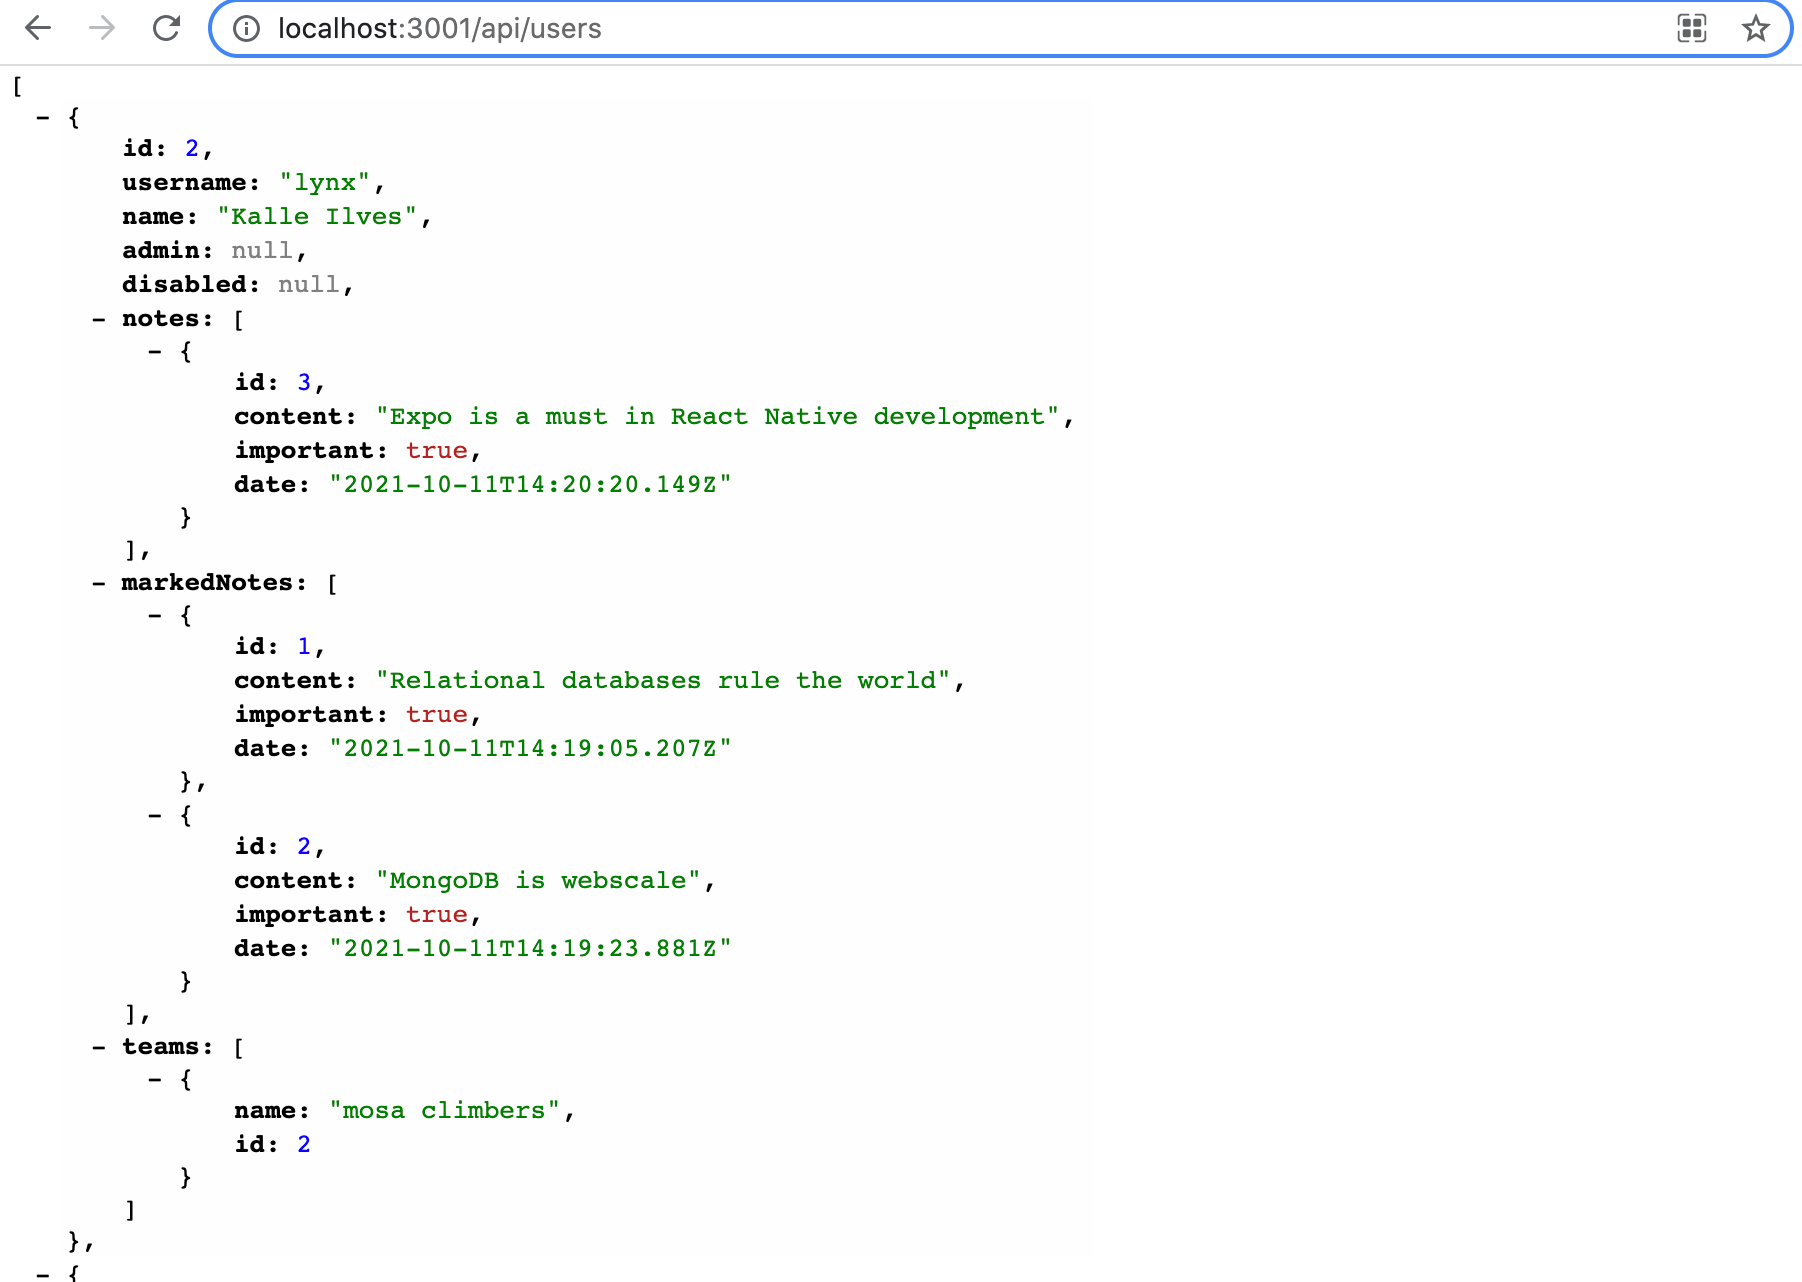 localhost:3001/api/users
[
- {
id: 2,
username: "lynx",
name: "Kalle Ilves",
admin: null,
disabled: null,
- notes: [
- {
id: 3,
content: "Expo is a must in React Native development",
important: true,
date: "2021-10-11T14:20:20.149Z"
}
],
- markedNotes: [
- {
id: 1,
content: "Relational databases rule the world",
important: true,
date: "2021-10-11T14:19:05.207Z"
},
- {
id: 2,
content: "MongoDB is webscale",
important: true,
date: "2021-10-11T14:19:23.881Z"
}
],
- teams: [
- {
name: "mosa climbers",
id: 2
}
]
},
- {